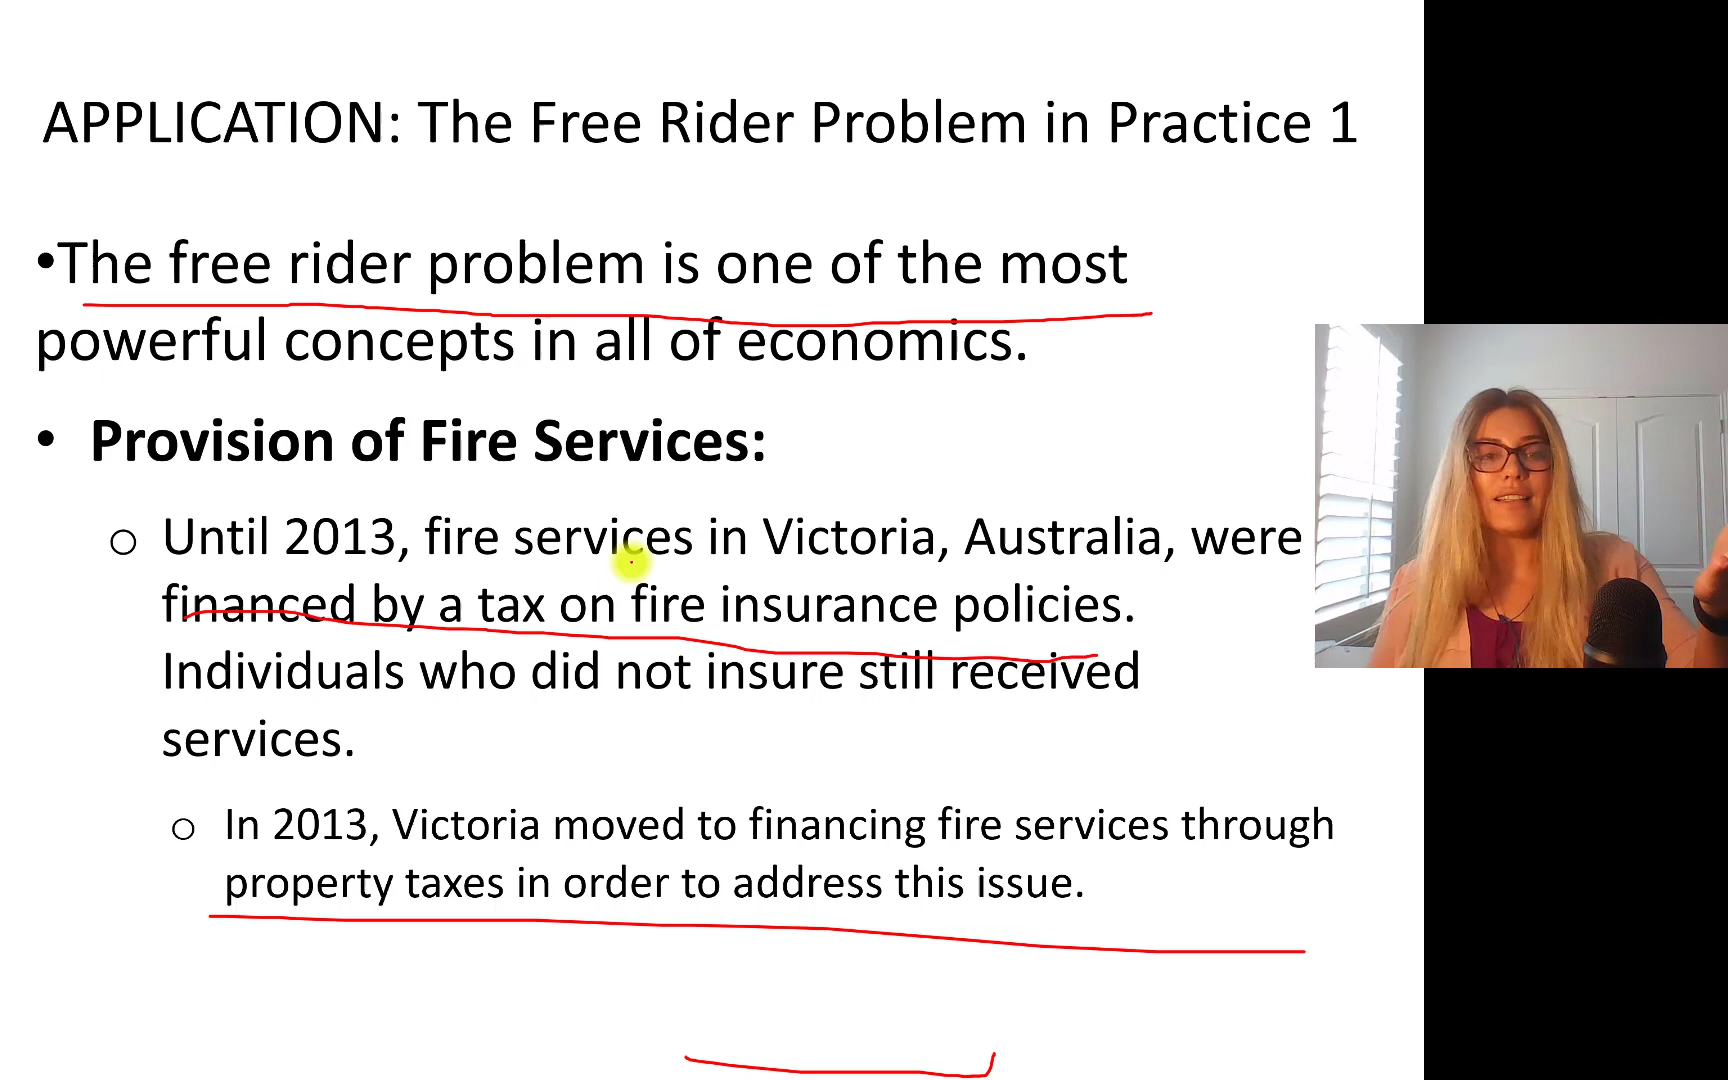 APPLICATION: The Free Rider Problem in Practice 1
•The free rider problem is one of the most
powerful concepts in all of economics.
• Provision of Fire Services:
o Until 2013, fire services in Victoria, Australia, were
financed by a tax on fire insurance policies.
Individuals who did not insure still received
services.
o In 2013, Victoria moved to financing fire services through
property taxes in order to address this issue.